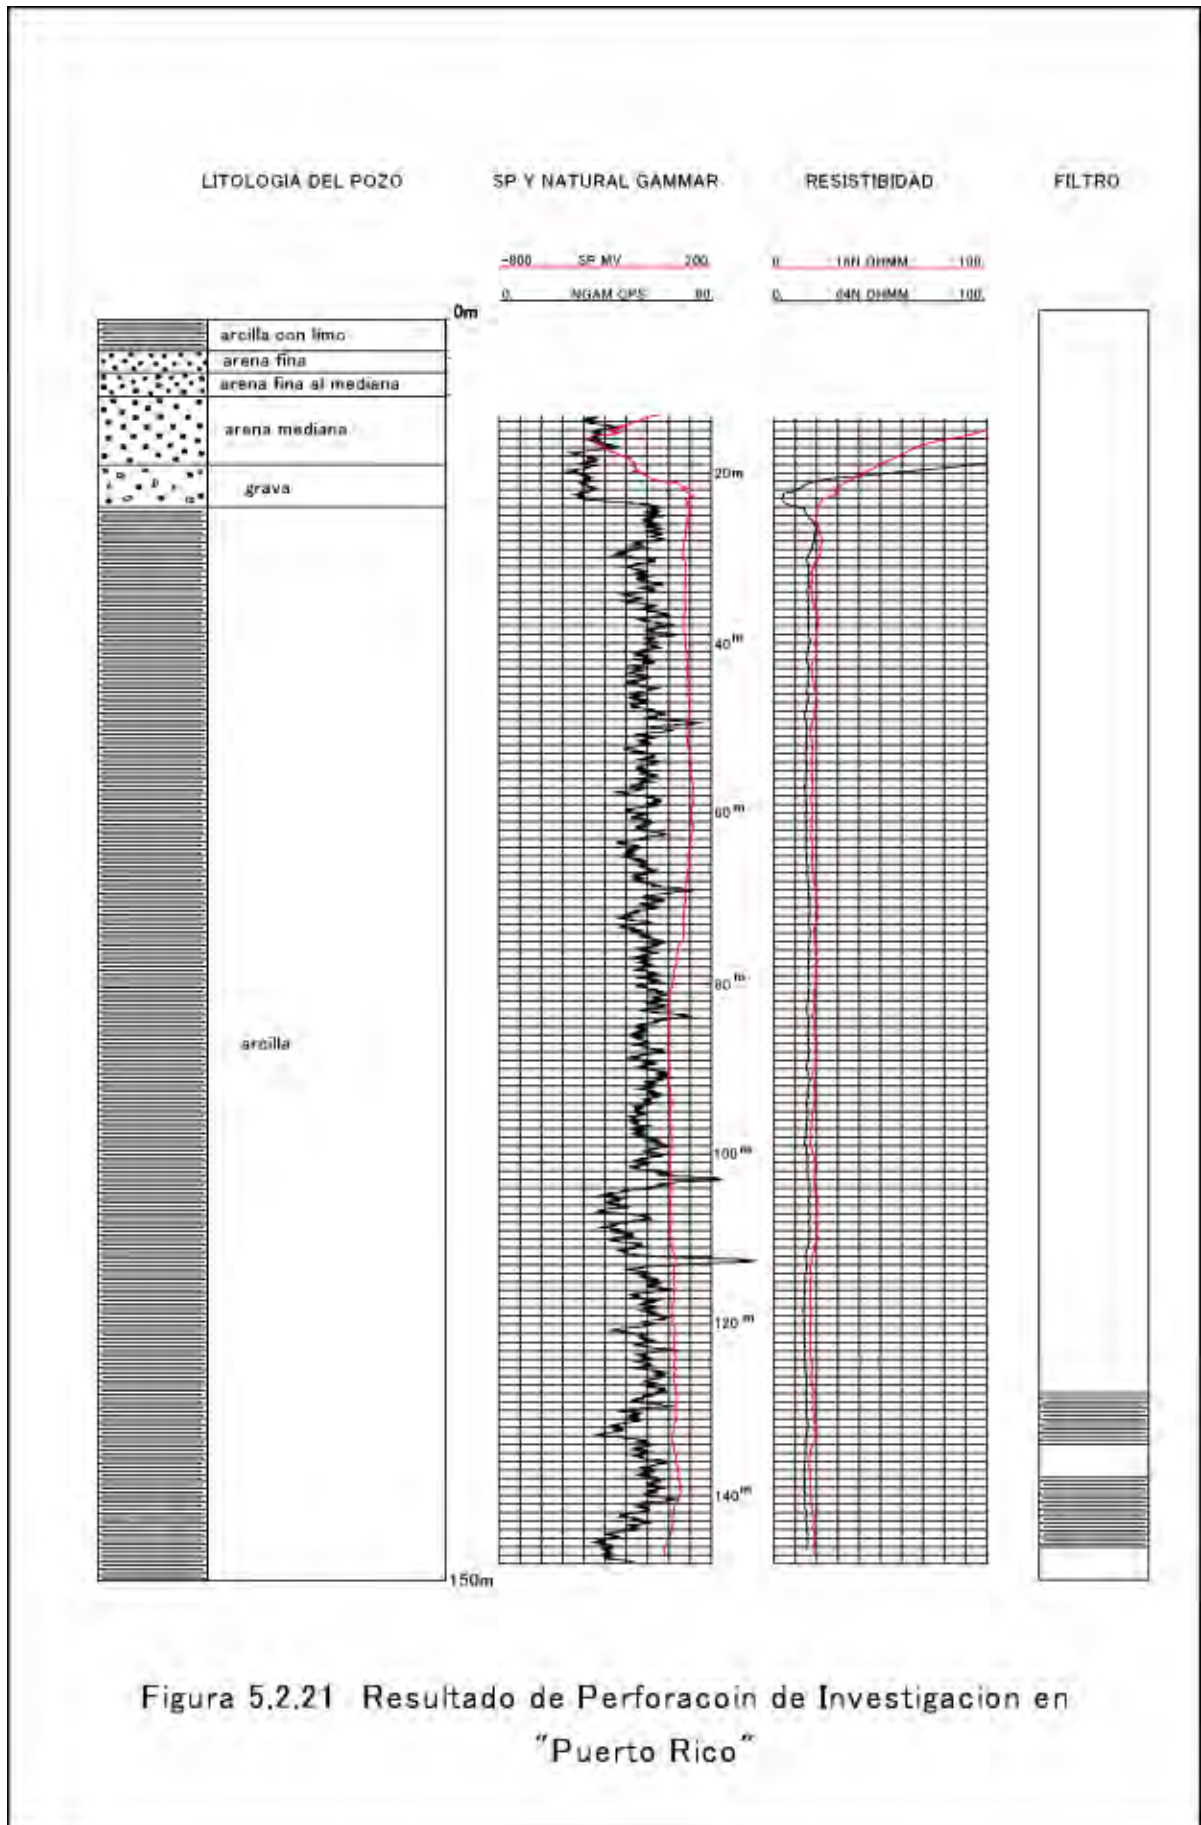 LITOLOGIA DEL POZO
SP Y NATURAL GAMMAR
RESISTIBIDAD
FILTRO
-800 SP MV 200.
0. 16N OHMM 100.
0. NGAM CPS 80.
0. 64N OHMM 100.
0m
arcilla con limo
arena fina
arena fina al mediana
arena mediana
grava
arcilla
20m
40m
60m
80m
100m
120m
140m
150m
Figura 5.2.21 Resultado de Perforacoin de Investigacion en
"Puerto Rico"